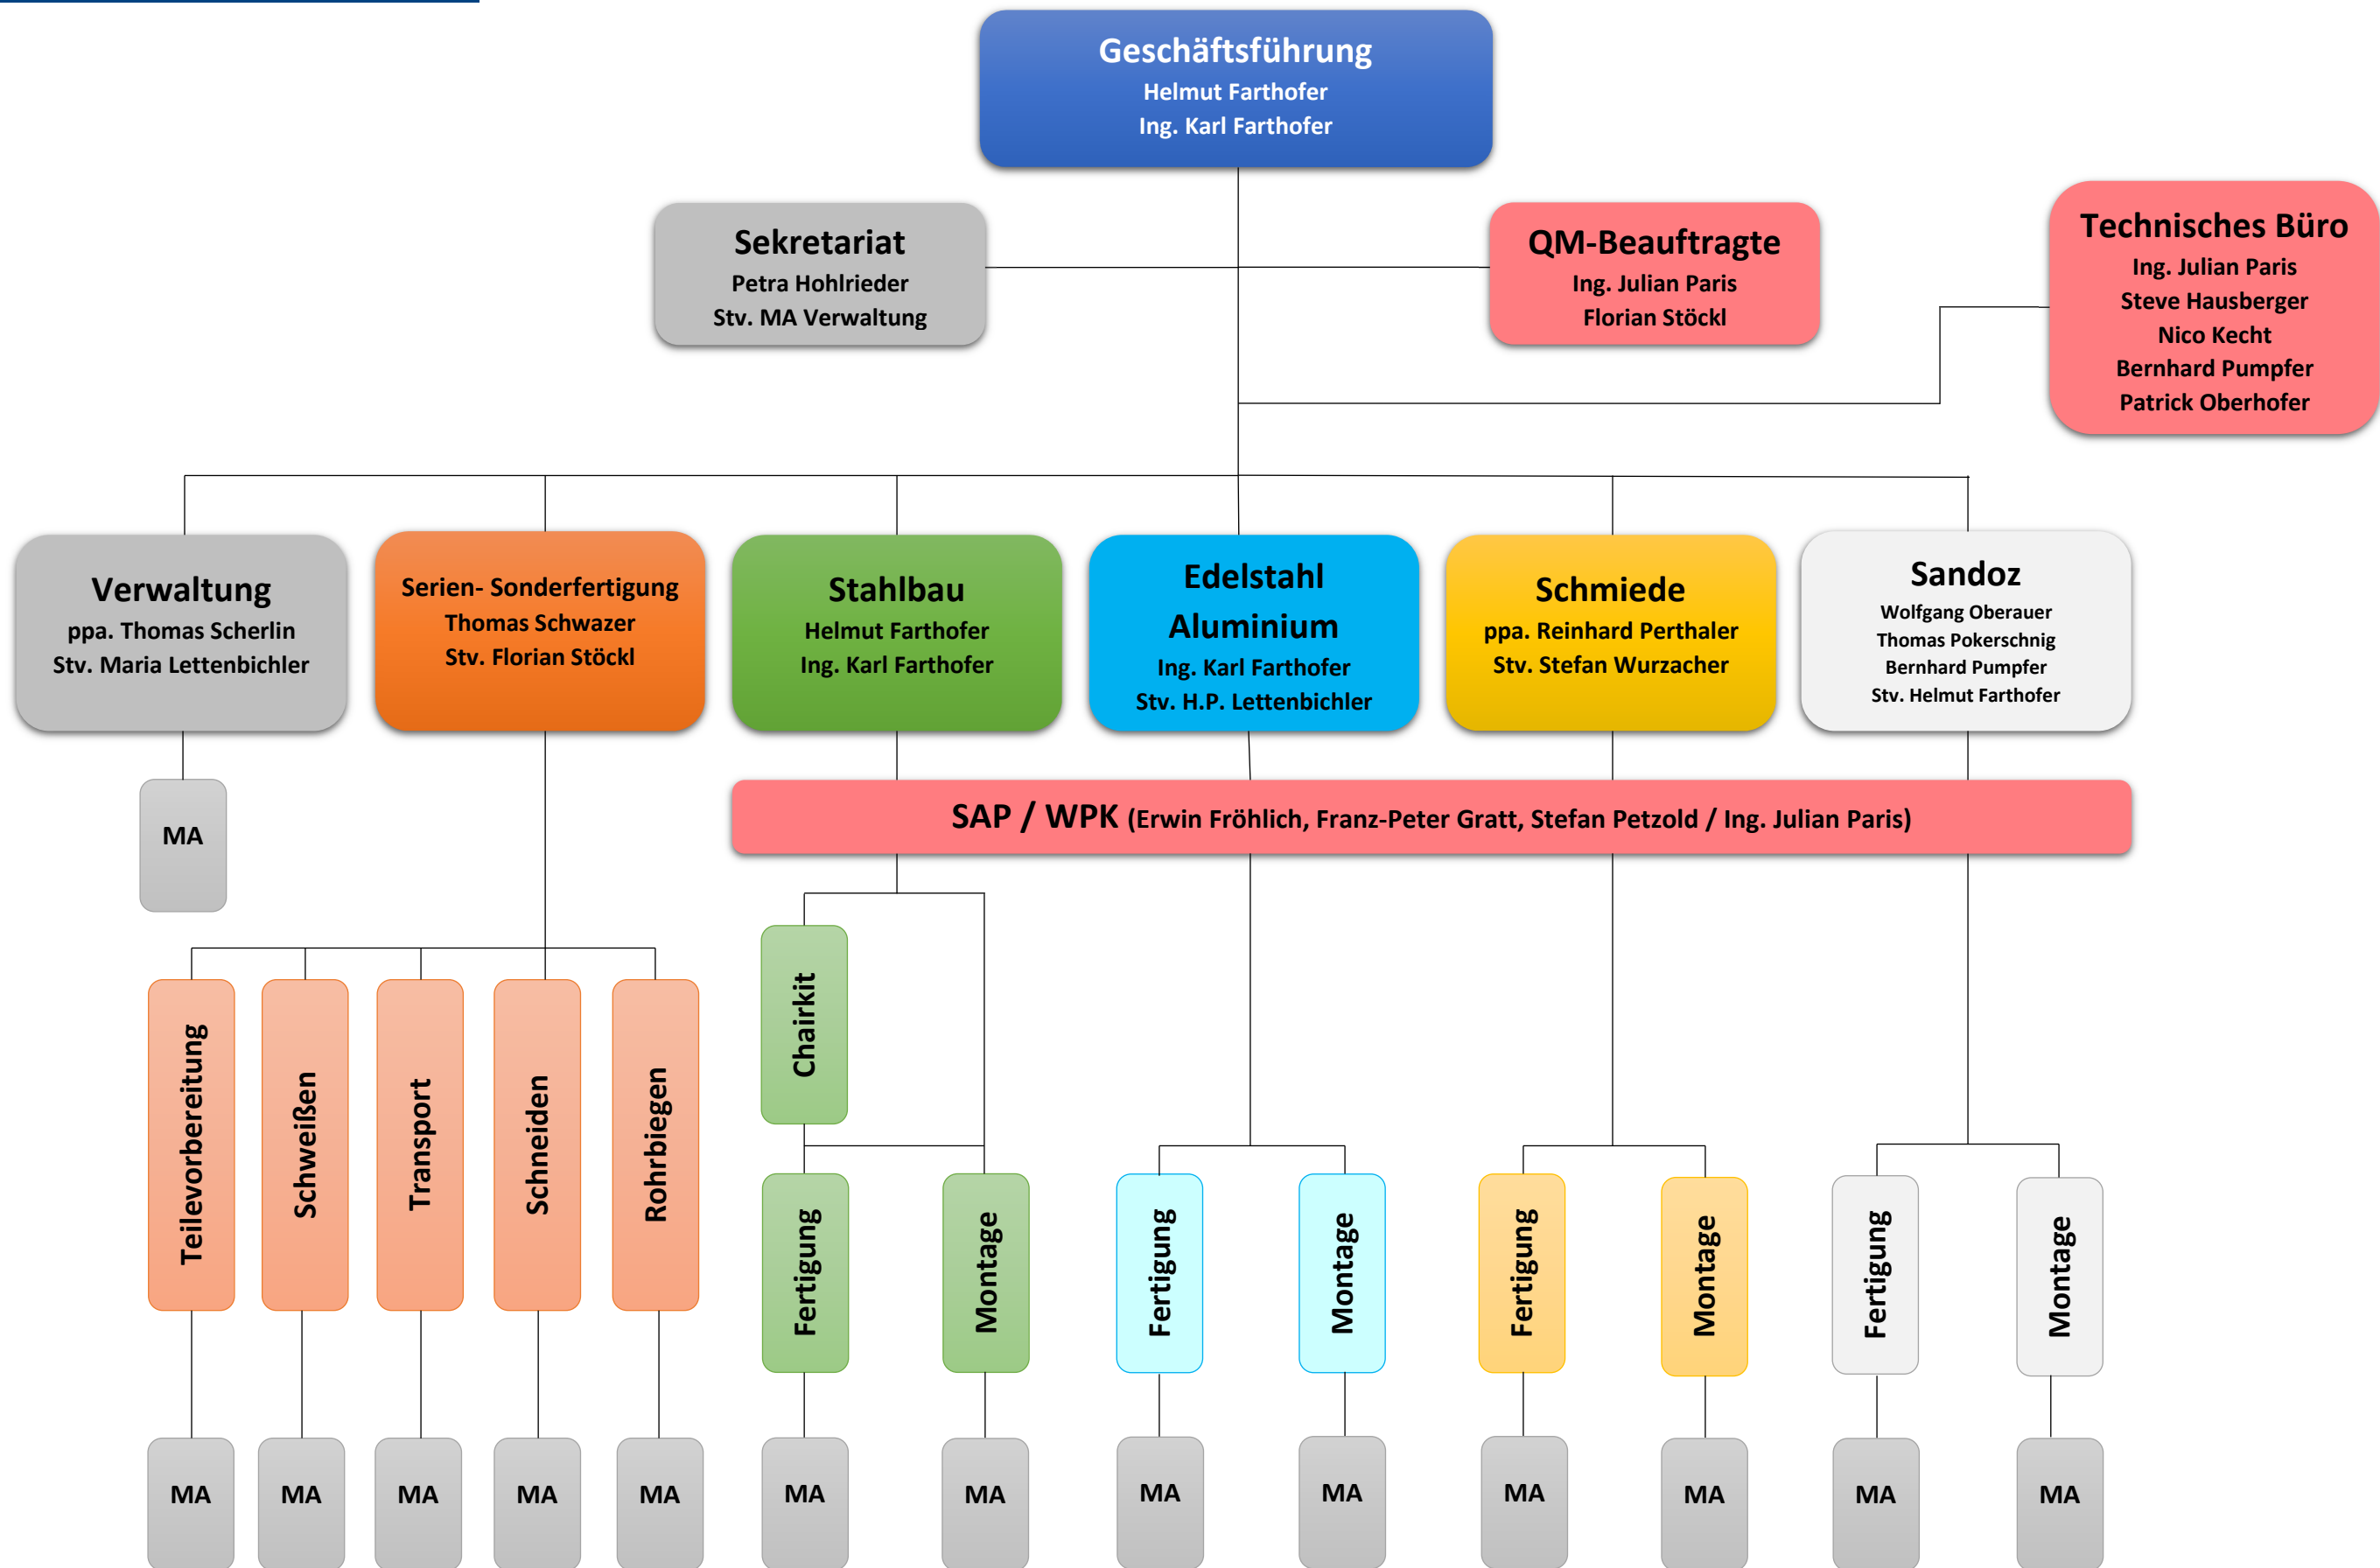 Geschäftsführung
Helmut Farthofer
Ing. Karl Farthofer
Sekretariat
Petra Hohlrieder
Stv. MA Verwaltung
QM-Beauftragte
Ing. Julian Paris
Florian Stöckl
Technisches Büro
Ing. Julian Paris
Steve Hausberger
Nico Kecht
Bernhard Pumpfer
Patrick Oberhofer
Verwaltung
ppa. Thomas Scherlin
Stv. Maria Lettenbichler
Serien- Sonderfertigung
Thomas Schwazer
Stv. Florian Stöckl
Stahlbau
Helmut Farthofer
Ing. Karl Farthofer
Edelstahl
Aluminium
Ing. Karl Farthofer
Stv. H.P. Lettenbichler
Schmiede
ppa. Reinhard Perthaler
Stv. Stefan Wurzacher
Sandoz
Wolfgang Oberauer
Thomas Pokerschnig
Bernhard Pumpfer
Stv. Helmut Farthofer
MA
SAP / WPK (Erwin Fröhlich, Franz-Peter Gratt, Stefan Petzold / Ing. Julian Paris)
Chairkit
Teilevorbereitung
Schweißen
Transport
Schneiden
Rohrbiegen
Fertigung
Montage
Fertigung
Montage
Fertigung
Montage
Fertigung
Montage
MA
MA
MA
MA
MA
MA
MA
MA
MA
MA
MA
MA
MA